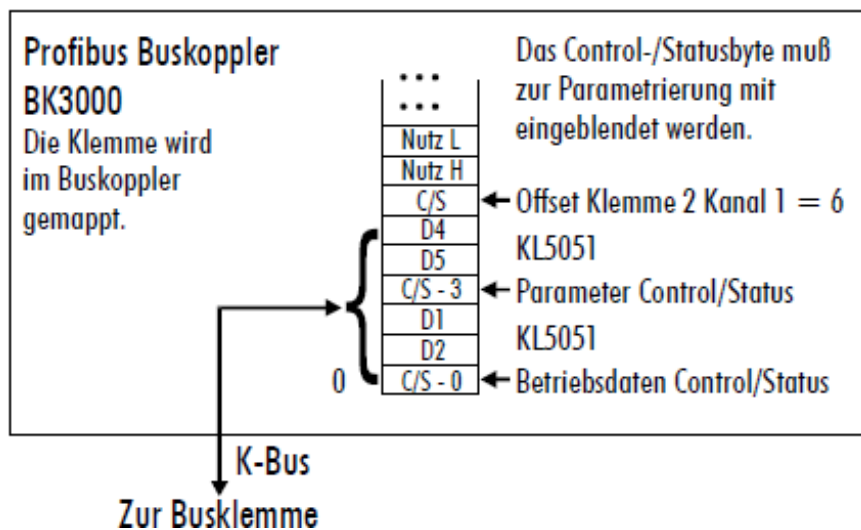 Profibus Buskoppler
BK3000
Die Klemme wird
im Buskoppler
gemappt.
Das Control-/Statusbyte muß
zur Parametrierung mit
eingeblendet werden.
...
...
Nutz L
Nutz H
C/S
Offset Klemme 2 Kanal 1 = 6
D4
KL5051
D5
C/S - 3
Parameter Control/Status
D1
KL5051
D2
0
C/S - 0
Betriebsdaten Control/Status
K-Bus
Zur Busklemme